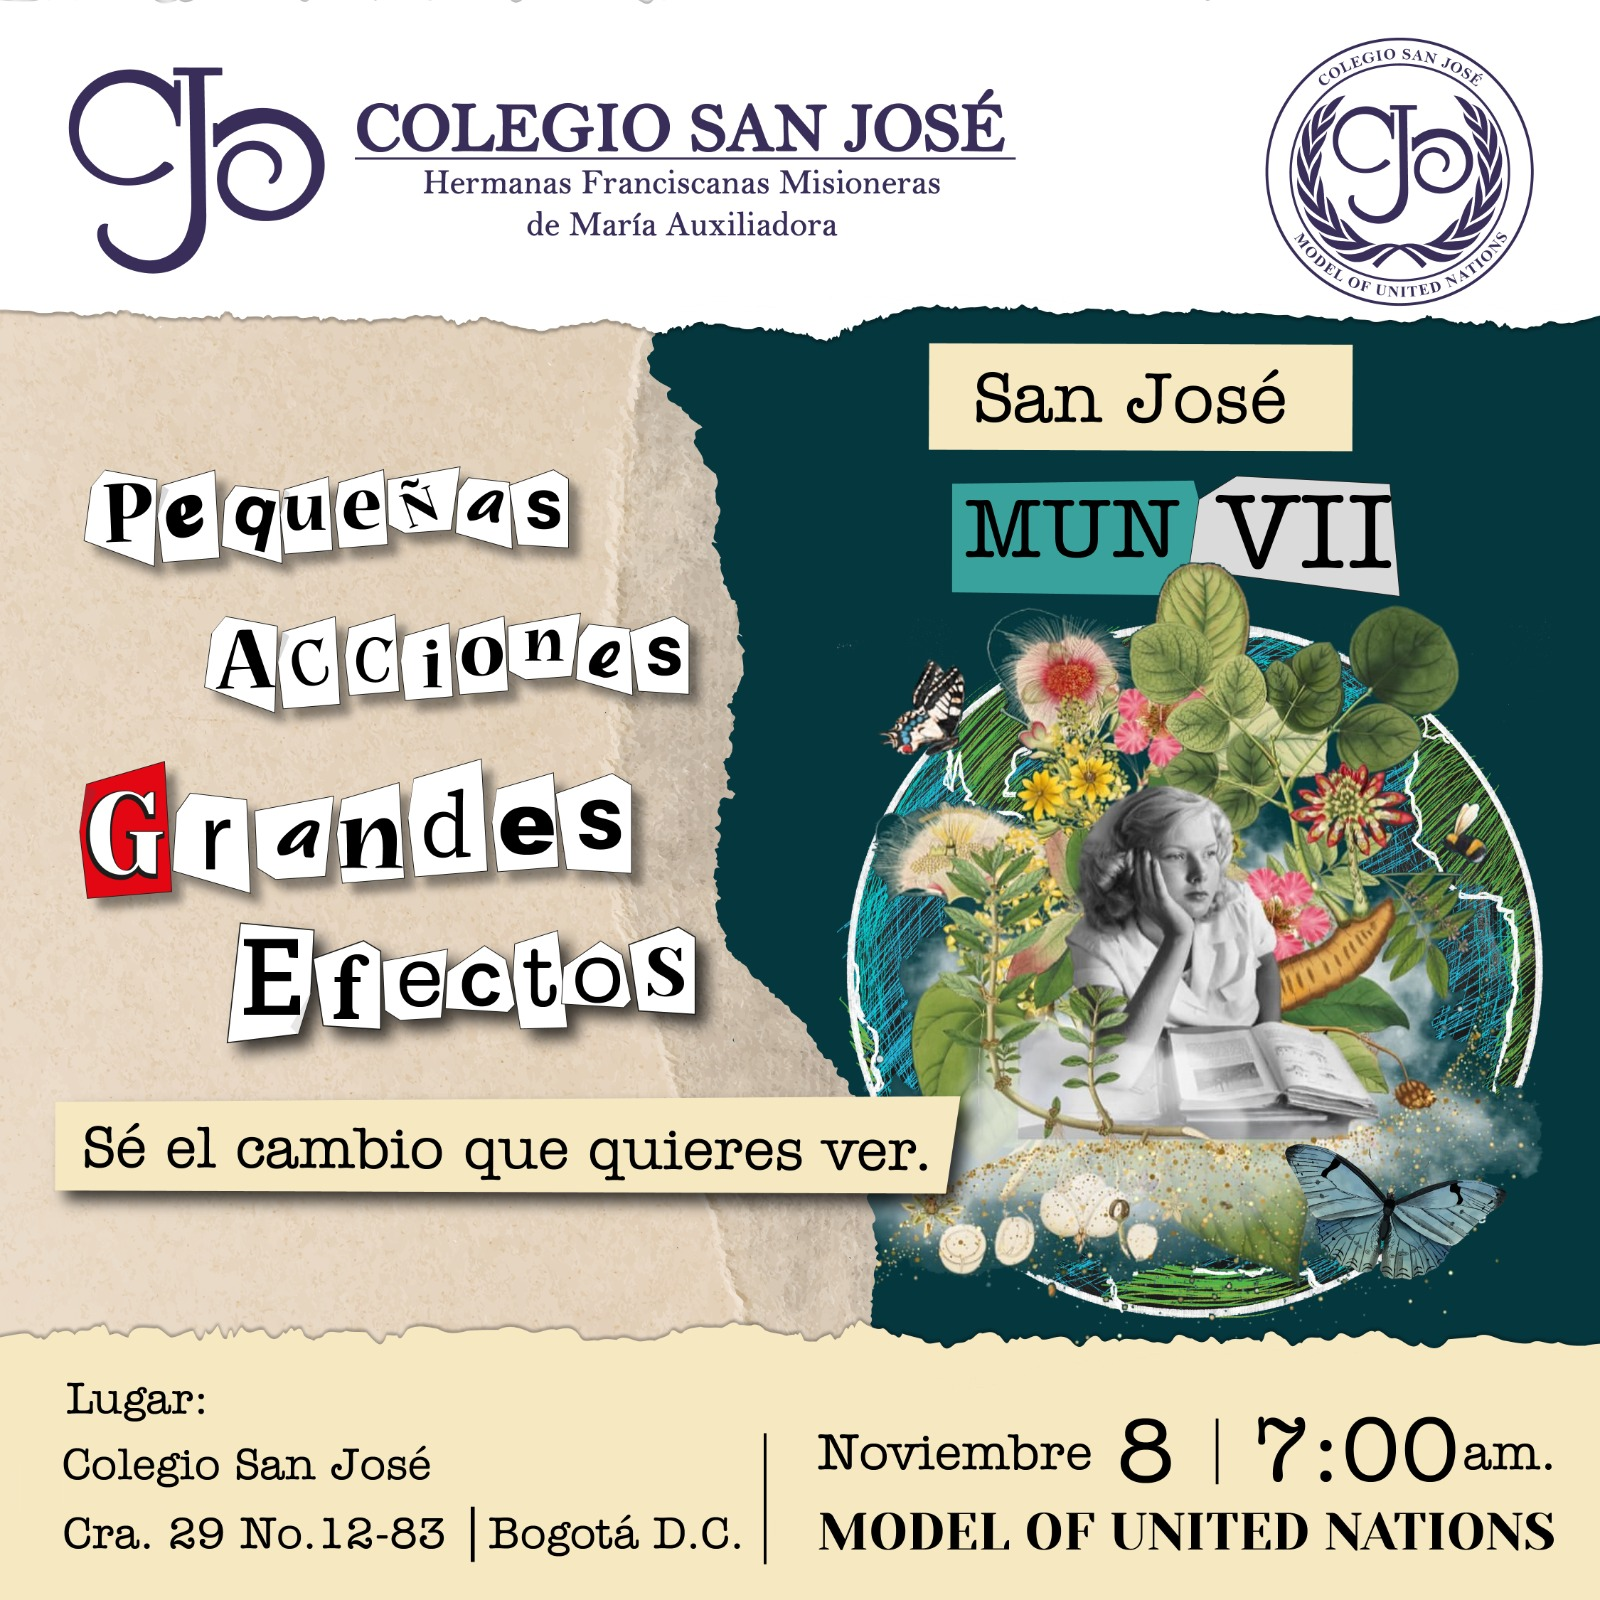 COLEGIO SAN JOSÉ
Hermanas Franciscanas Misioneras
de María Auxiliadora
COLEGIO SAN JOSÉ
MODEL OF UNITED NATIONS
San José
MUN VII
PequeÑas
Acciones
Grandes
Efectos
Sé el cambio que quieres ver.
Lugar:
Colegio San José
Cra. 29 No.12-83 | Bogotá D.C.
Noviembre 8 | 7:00am.
MODEL OF UNITED NATIONS